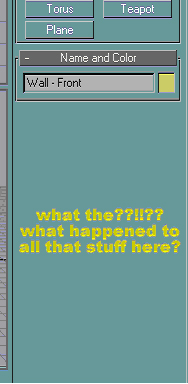 Torus Teapot
Plane
- Name and Color
Wall - Front
what the??!!??
what happened to
all that stuff here?